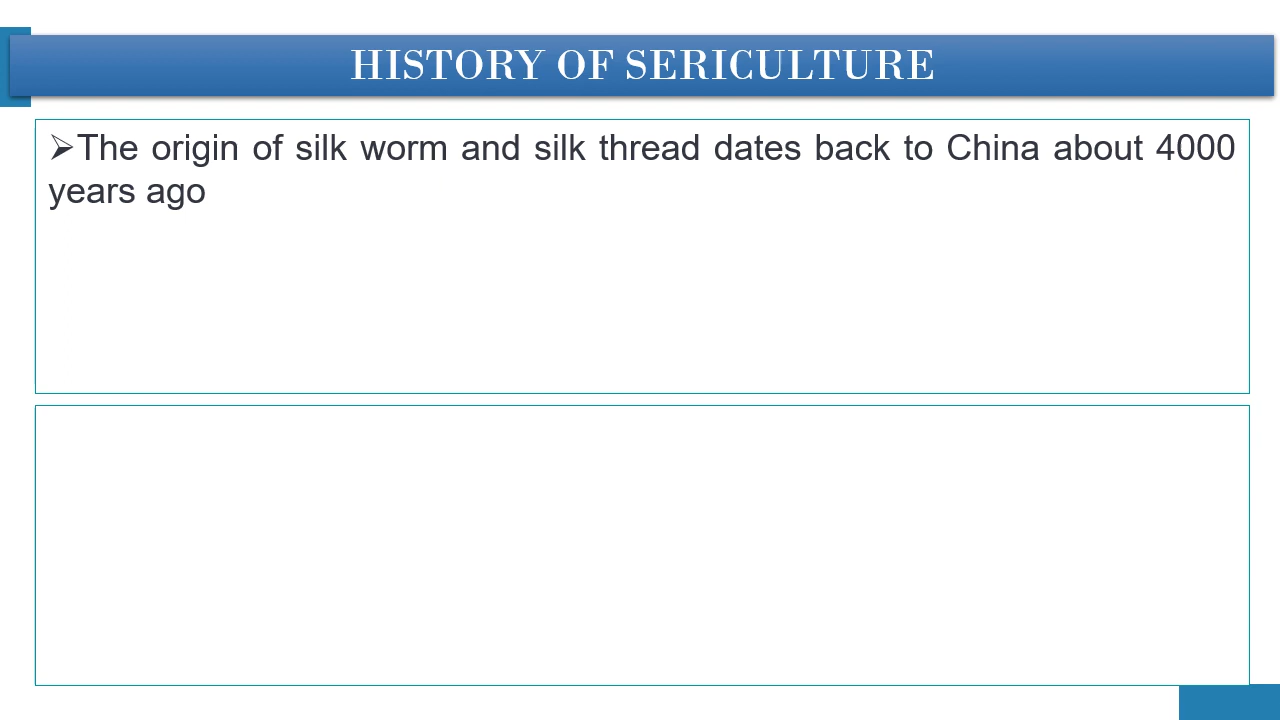 HISTORY OF SERICULTURE
➢The origin of silk worm and silk thread dates back to China about 4000
years ago